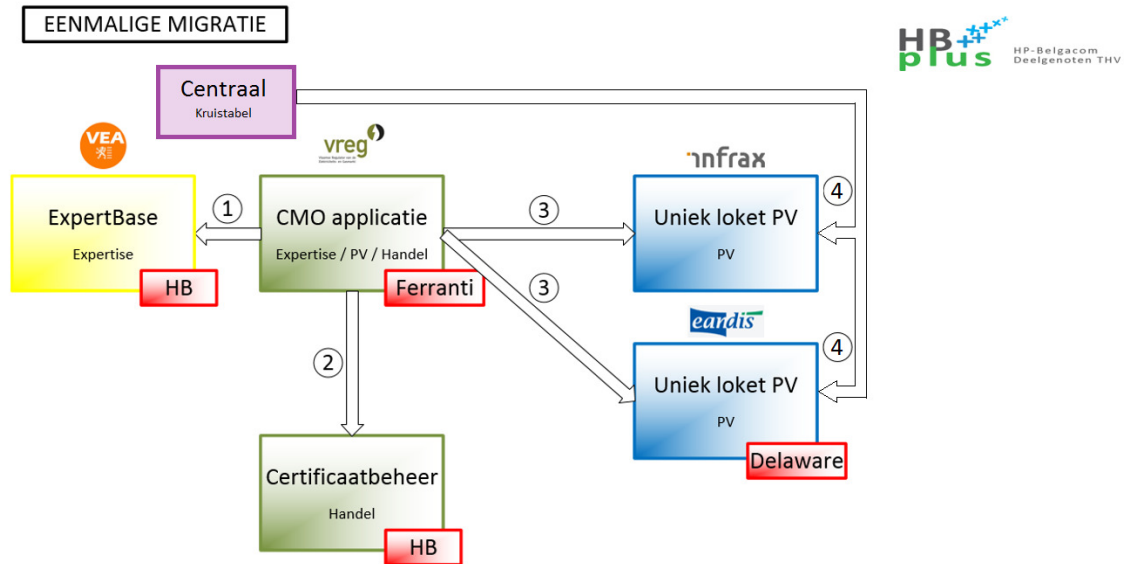 EENMALIGE MIGRATIE
HB
plus
HP-Belgacom
Deelgenoten THV
Centraal
Kruistabel
VEA
vreg
infrax
ExpertBase
Expertise
HB
1
CMO applicatie
Expertise / PV / Handel
Ferranti
3
Uniek loket PV
PV
4
3
eandis
2
Uniek loket PV
PV
4
Delaware
Certificaatbeheer
Handel
HB